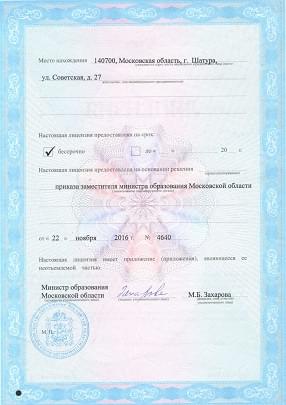 Место нахождения 140700, Московская область, г. Шатура,
ул. Советская, д. 27
Настоящая лицензия предоставлена на срок:
бессрочно до « » 20 г.
Настоящая лицензия предоставлена на основании решения
приказа заместителя министра образования Московской области
от « 22 » ноября 2016 г. № 4640
Настоящая лицензия имеет приложение (приложения), являющееся ее
неотъемлемой частью.
Министр образования
Московской области
М.Б. Захарова
М.П.